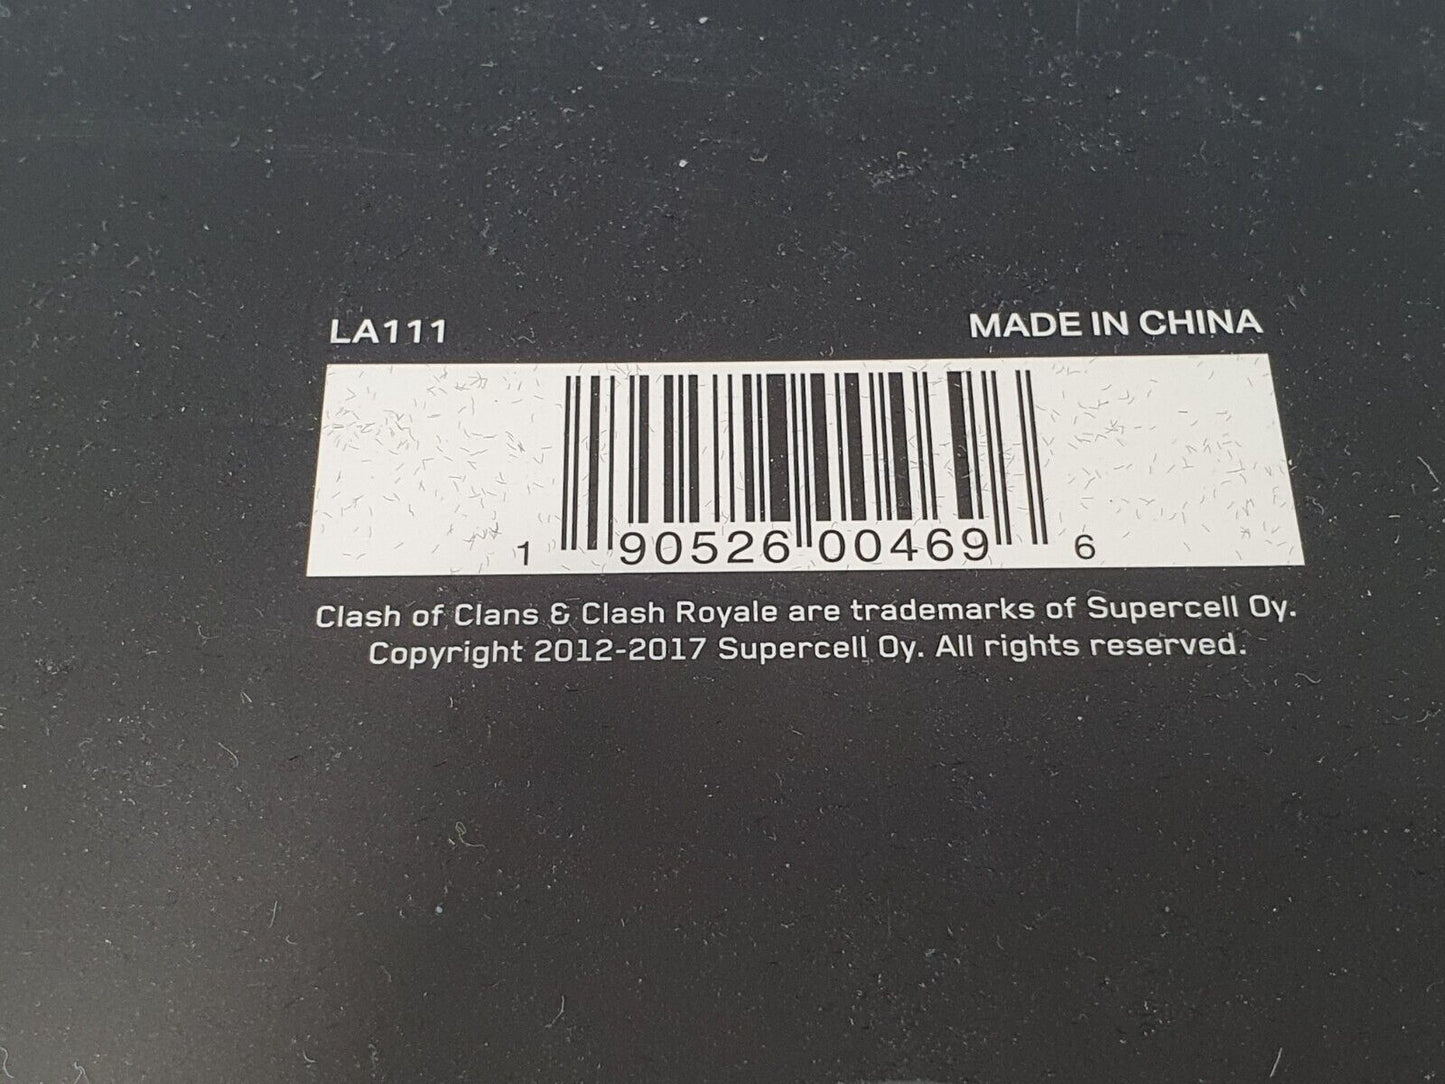 LA111 MADE IN CHINA
1 90526 00469 6
Clash of Clans & Clash Royale are trademarks of Supercell Oy.
Copyright 2012-2017 Supercell Oy. All rights reserved.